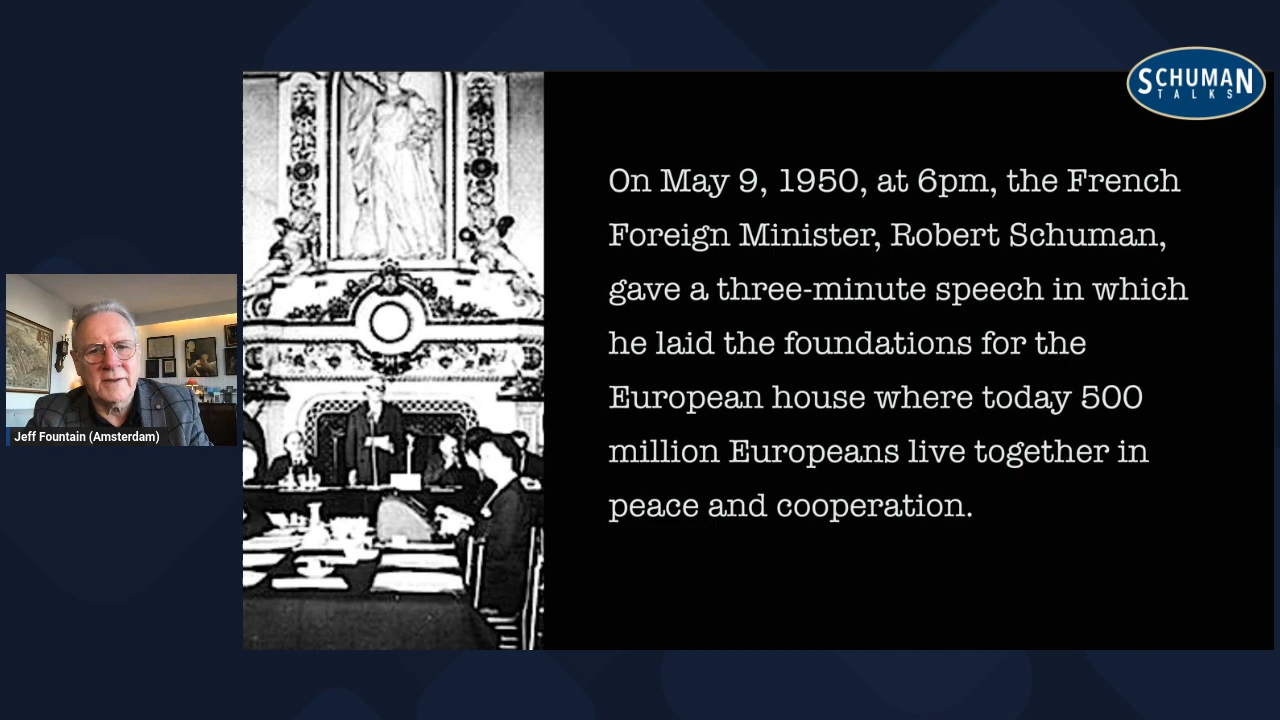 SCHUMAN
TALKS
On May 9, 1950, at 6pm, the French
Foreign Minister, Robert Schuman,
gave a three-minute speech in which
he laid the foundations for the
European house where today 500
million Europeans live together in
peace and cooperation.
Jeff Fountain (Amsterdam)